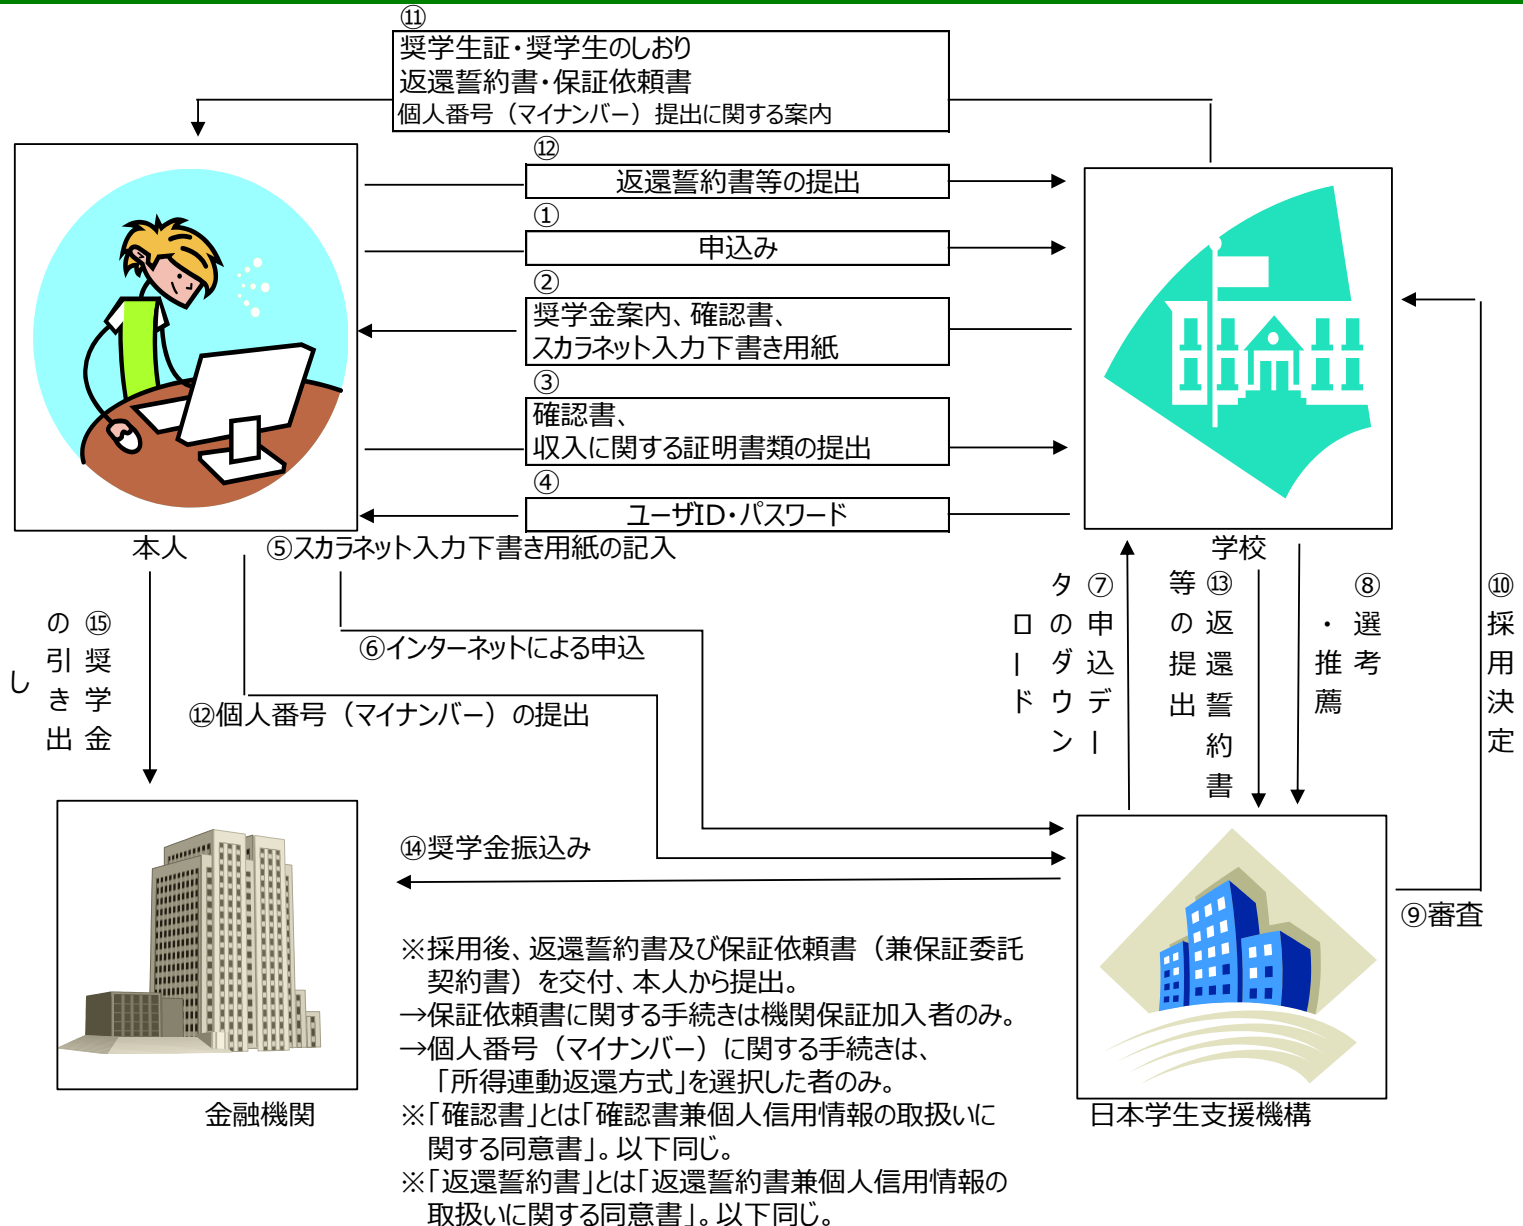 ⑪
奨学生証・奨学生のしおり
返還誓約書・保証依頼書
個人番号（マイナンバー）提出に関する案内
⑫
返還誓約書等の提出
①
申込み
②
奨学金案内、確認書、
スカラネット入力下書き用紙
③
確認書、
収入に関する証明書類の提出
④
ユーザID・パスワード
本人
⑤スカラネット入力下書き用紙の記入
学校
⑥インターネットによる申込
⑫個人番号（マイナンバー）の提出
⑮奨学金
の引き出
し
⑦申込デー
タのダウン
ロード
⑬返還誓約書
等の提出
⑧選考
・推薦
⑩採用決定
⑨審査
⑭奨学金振込み
金融機関
日本学生支援機構
※採用後、返還誓約書及び保証依頼書（兼保証委託
契約書）を交付、本人から提出。
→保証依頼書に関する手続きは機関保証加入者のみ。
→個人番号（マイナンバー）に関する手続きは、
「所得連動返還方式」を選択した者のみ。
※「確認書」とは「確認書兼個人信用情報の取扱いに
関する同意書」。以下同じ。
※「返還誓約書」とは「返還誓約書兼個人信用情報の
取扱いに関する同意書」。以下同じ。